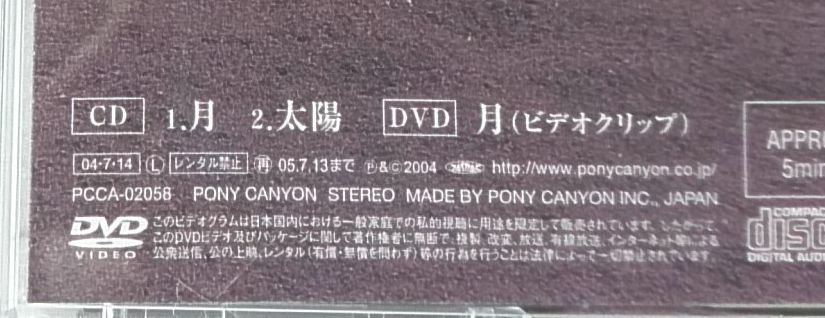 CD 1.月 2.太陽 DVD 月(ビデオクリップ)
04・7・14 L レンタル禁止 再 05.7.13まで ℗&©2004 http://www.ponycanyon.co.jp/
PCCA-02058 PONY CANYON STEREO MADE BY PONY CANYON INC., JAPAN
DVD VIDEO
このビデオグラムは日本国内における一般家庭での私的視聴に用途を限定して販売されています。したがって、
このDVDビデオ及びパッケージに関して著作権者に無断で、複製、改変、放送、有線放送、インターネット等による
公衆送信、公の上映、レンタル(有償・無償を問わず)等の行為を行うことは法律によって一切禁止されています。
APPRO
5min
COMPACT
disc
DIGITAL AUDIO